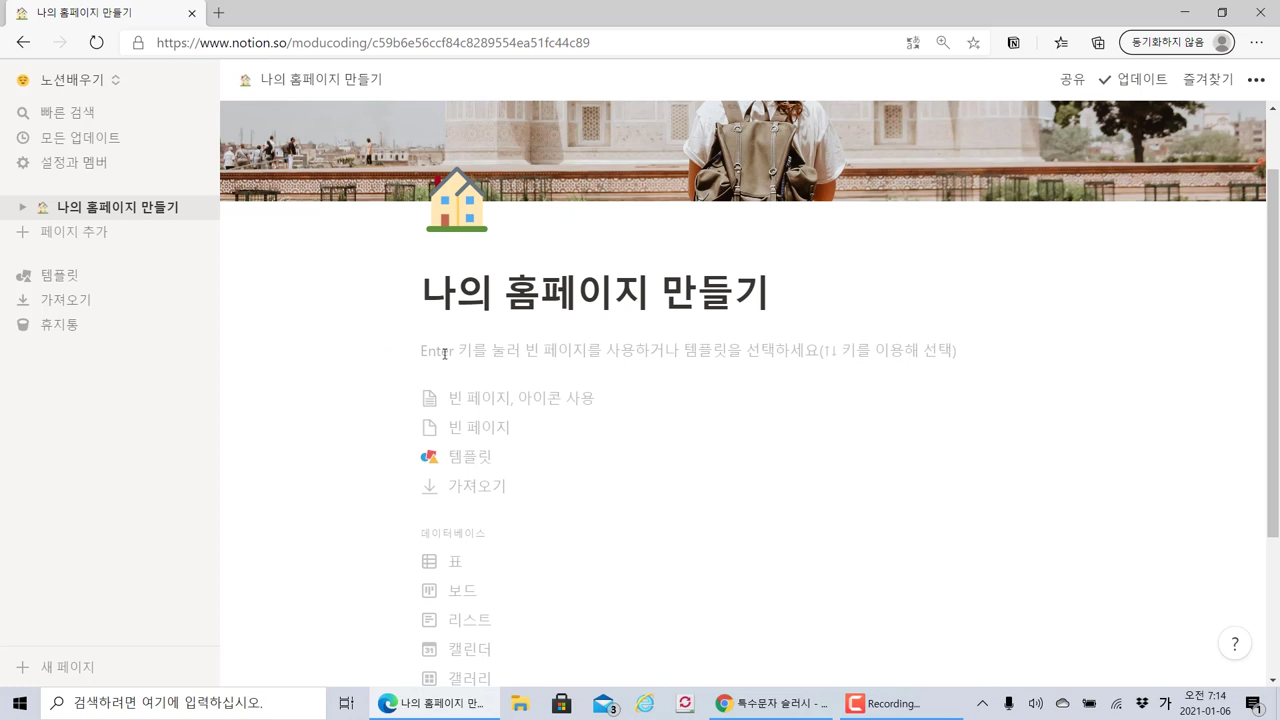 나의 홈페이지 만들기
https://www.notion.so/moducoding/c59b6e56ccf84c8289554ea51fc44c89
동기화하지 않음
노션배우기
나의 홈페이지 만들기
공유
업데이트
즐겨찾기
빠른 검색
모든 업데이트
설정과 멤버
나의 홈페이지 만들기
페이지 추가
템플릿
가져오기
휴지통
새 페이지
나의 홈페이지 만들기
Enter 키를 눌러 빈 페이지를 사용하거나 템플릿을 선택하세요(↑↓ 키를 이용해 선택)
빈 페이지, 아이콘 사용
빈 페이지
템플릿
가져오기
데이터베이스
표
보드
리스트
31 캘린더
갤러리
?
검색하려면 여기에 입력하십시오.
나의 홈페이지 만...
3
특수문자 슬러시 - ...
Recording...
가
오전 7:14
2021-01-06
1